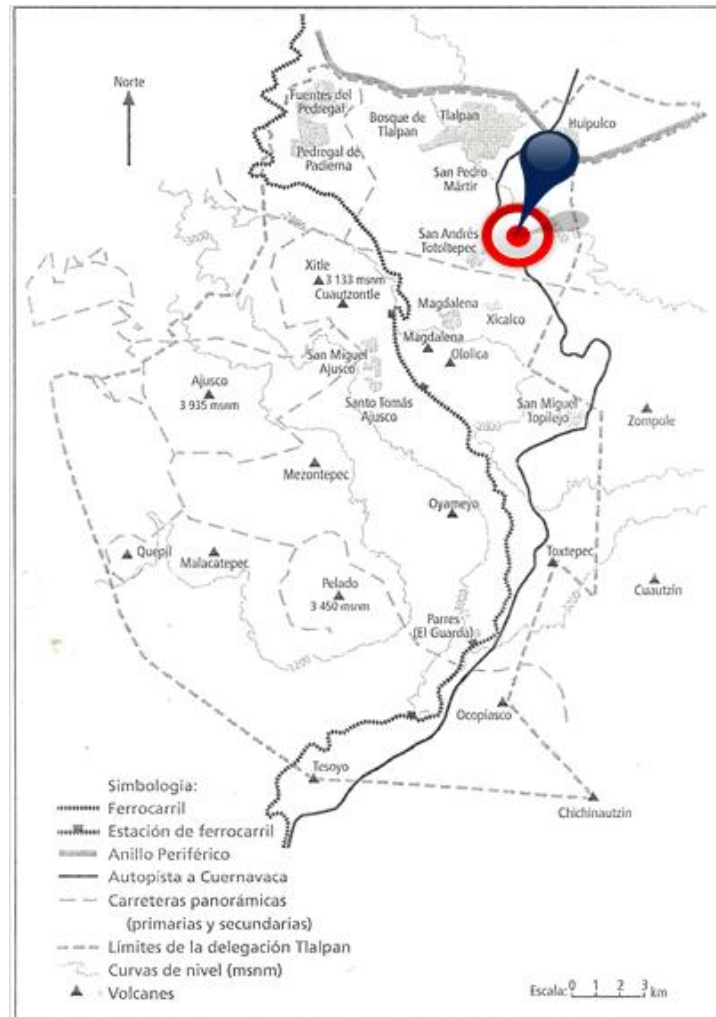 Norte
Fuentes del
Pedregal
Pedregal de
Padierna
Bosque de
Tlalpan
Tlalpan
Huipulco
San Pedro
Mártir
San Andrés
Totoltepec
3000
Xitle
3 133 msnm
Cuautzontle
Magdalena
Xicalco
Magdalena
Ololica
San Miguel
Ajusco
Ajusco
3 935 msnm
Santo Tomás
Ajusco
San Miguel
Topilejo
Zompole
Mezontepec
Oyameyo
Quepil
Malacatepec
Toxtepec
Cuautzin
Pelado
3 450 msnm
Parres
(El Guarda)
Ocopiasco
Tesoyo
Chichinautzin
Simbología:
Ferrocarril
Estación de ferrocarril
Anillo Periférico
Autopista a Cuernavaca
Carreteras panorámicas
(primarias y secundarias)
Límites de la delegación Tlalpan
Curvas de nivel (msnm)
Volcanes
Escala: 0 1 2 3 km